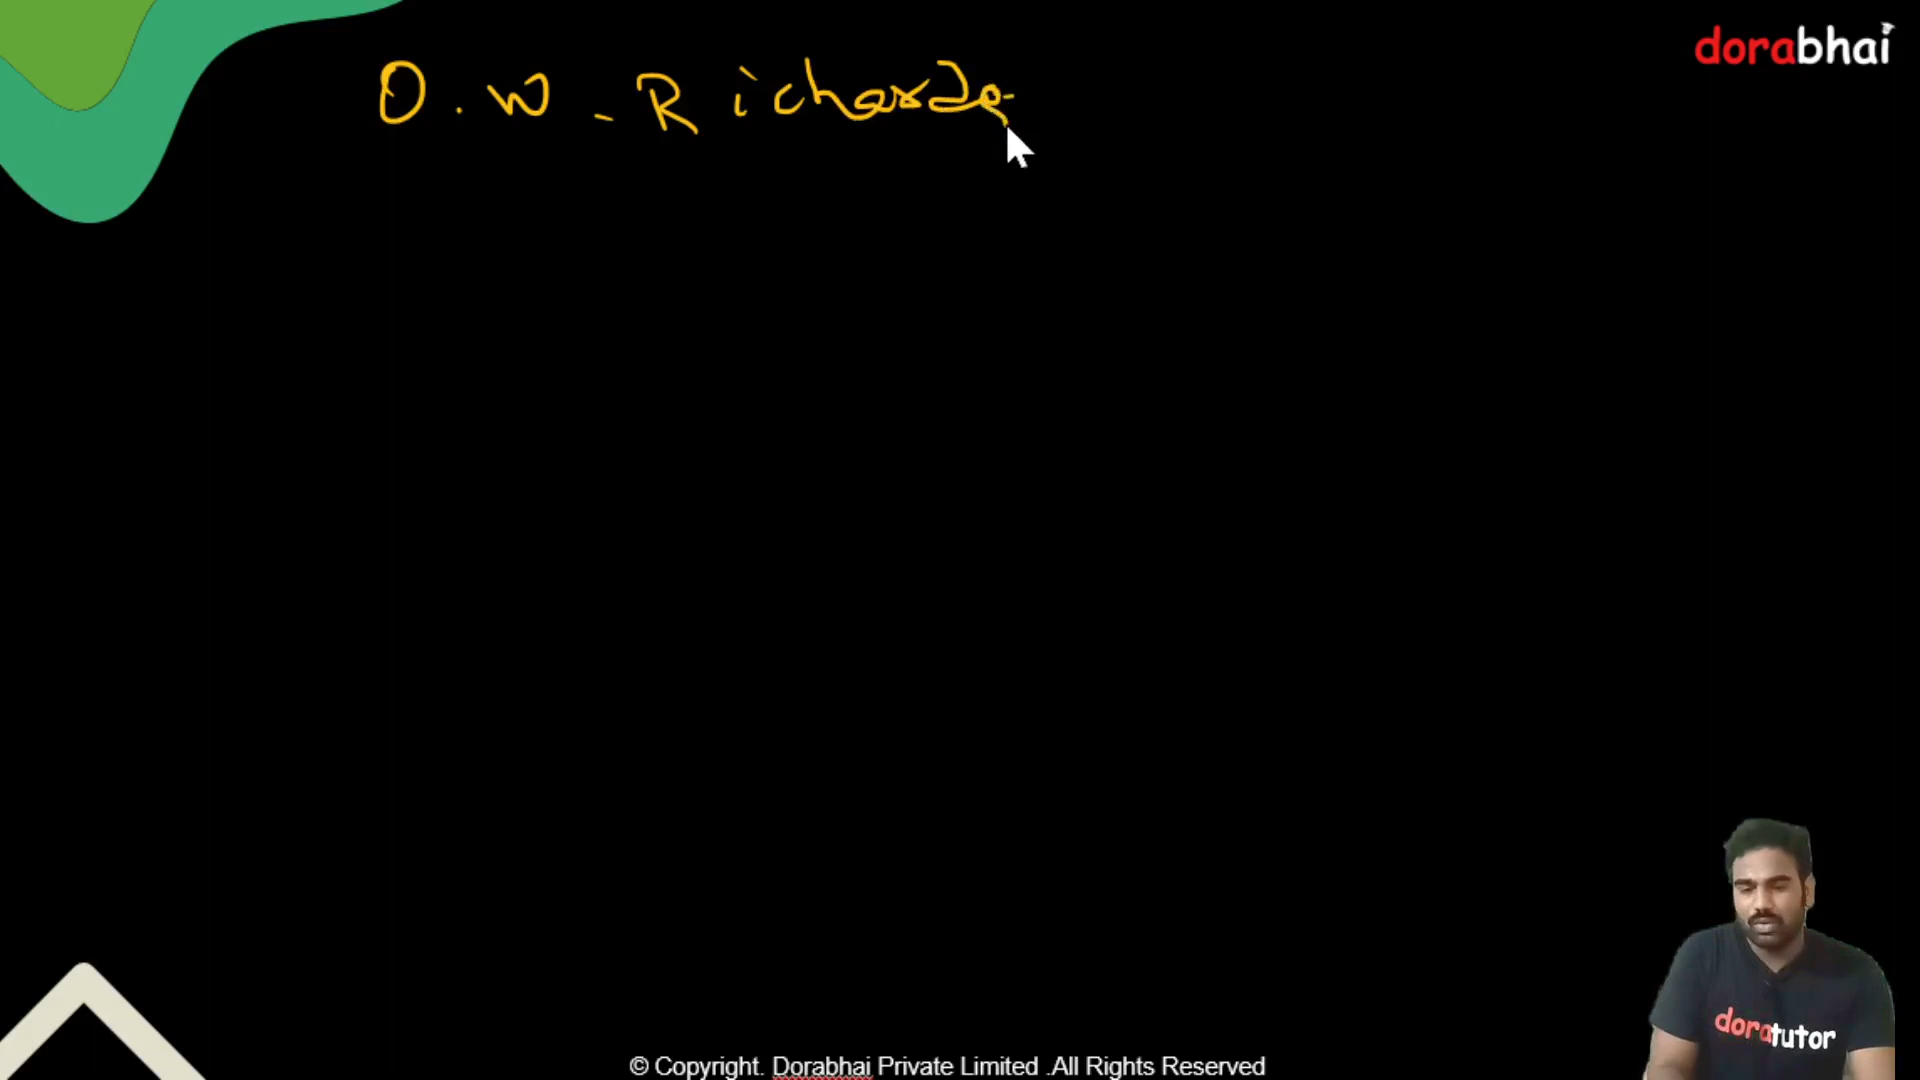 dorabhai
O. W. Richards
doratutor
© Copyright. Dorabhai Private Limited .All Rights Reserved